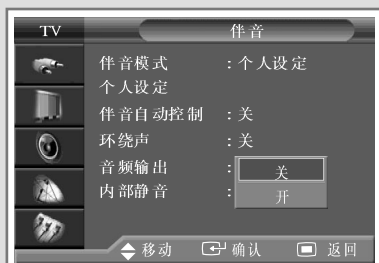 TV 伴音
伴音模式 : 个人设定
个人设定
伴音自动控制 : 关
环绕声 : 关
音频输出 : 关
内部静音 : 开
移动 确认 返回